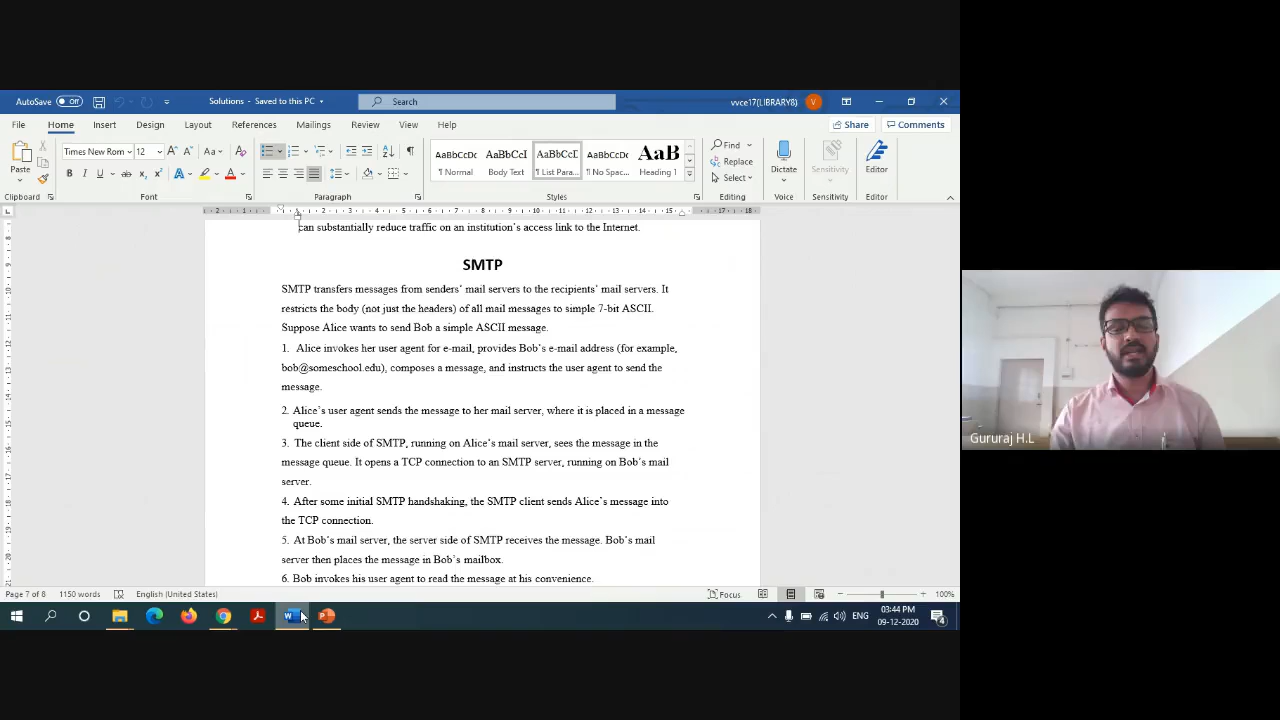 AutoSave Off
Solutions - Saved to this PC
Search
vvce17(LIBRARY8) V
File Home Insert Design Layout References Mailings Review View Help
Share Comments
Paste
Clipboard
Times New Rom 12
Font
Paragraph
AaBbCcDc AaBbCcI AaBbCcD AaBbCcDc AaB
¶ Normal Body Text ¶ List Para... ¶ No Spac... Heading 1
Styles
Find
Replace
Select
Editing
Dictate
Voice
Sensitivity
Sensitivity
Editor
Editor
can substantially reduce traffic on an institution's access link to the Internet.
SMTP
SMTP transfers messages from senders' mail servers to the recipients' mail servers. It
restricts the body (not just the headers) of all mail messages to simple 7-bit ASCII.
Suppose Alice wants to send Bob a simple ASCII message.
1. Alice invokes her user agent for e-mail, provides Bob's e-mail address (for example,
bob@someschool.edu), composes a message, and instructs the user agent to send the
message.
2. Alice's user agent sends the message to her mail server, where it is placed in a message
queue.
3. The client side of SMTP, running on Alice's mail server, sees the message in the
message queue. It opens a TCP connection to an SMTP server, running on Bob's mail
server.
4. After some initial SMTP handshaking, the SMTP client sends Alice's message into
the TCP connection.
5. At Bob's mail server, the server side of SMTP receives the message. Bob's mail
server then places the message in Bob's mailbox.
6. Bob invokes his user agent to read the message at his convenience.
Page 7 of 8 1150 words English (United States)
Focus
100%
ENG
03:44 PM
09-12-2020
4
Gururaj H.L